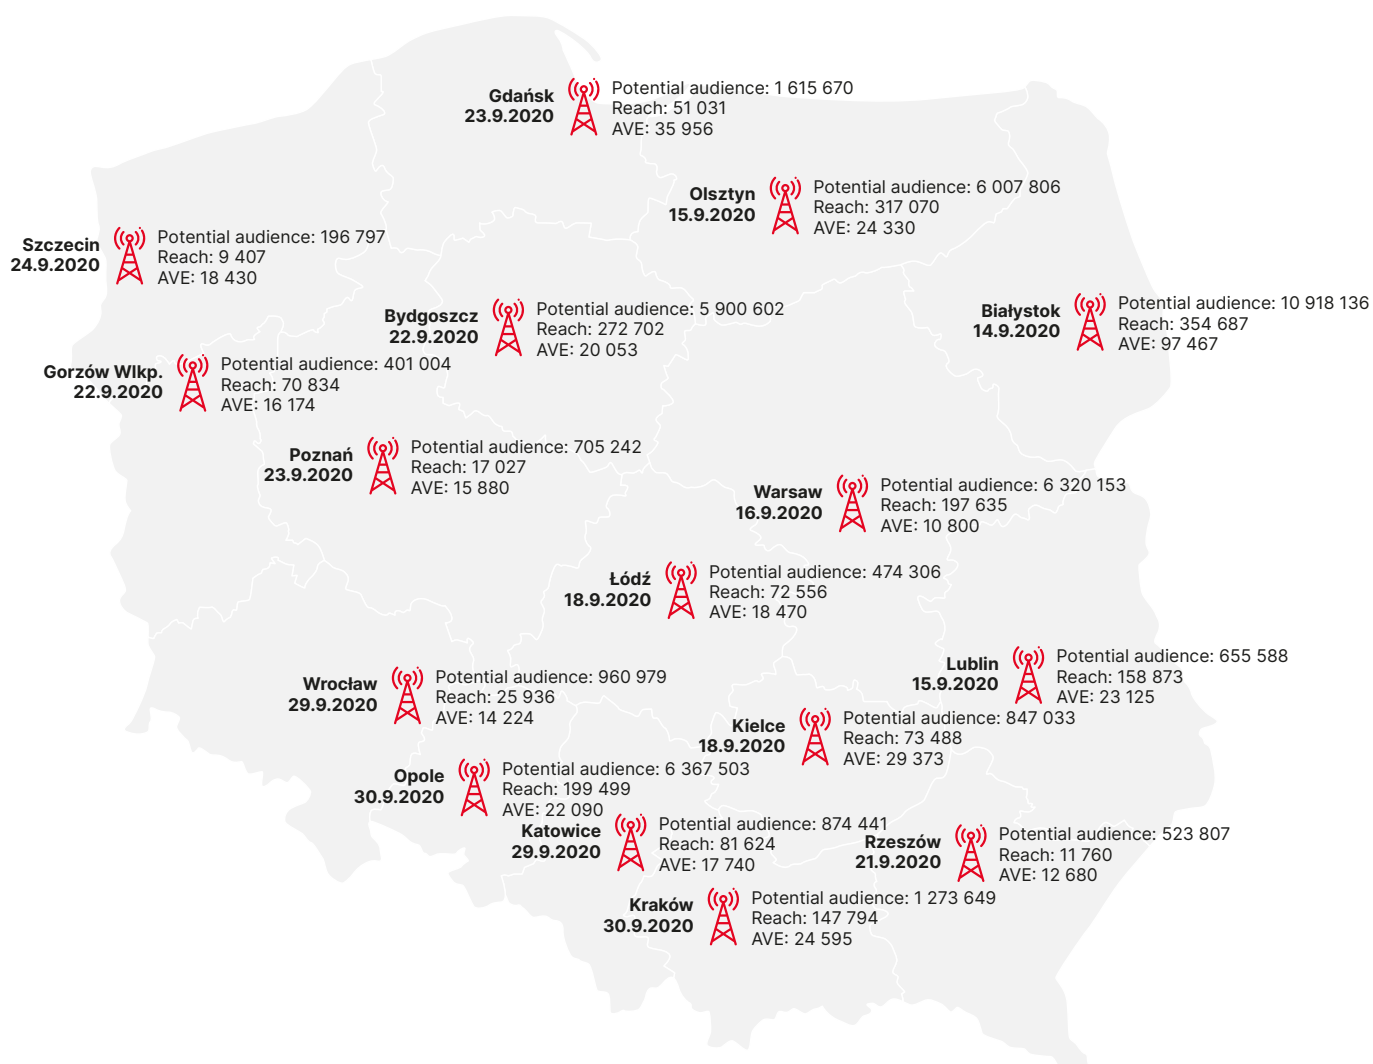 Gdańsk
23.9.2020
Potential audience: 1 615 670
Reach: 51 031
AVE: 35 956
Olsztyn
15.9.2020
Potential audience: 6 007 806
Reach: 317 070
AVE: 24 330
Szczecin
24.9.2020
Potential audience: 196 797
Reach: 9 407
AVE: 18 430
Bydgoszcz
22.9.2020
Potential audience: 5 900 602
Reach: 272 702
AVE: 20 053
Białystok
14.9.2020
Potential audience: 10 918 136
Reach: 354 687
AVE: 97 467
Gorzów Wlkp.
22.9.2020
Potential audience: 401 004
Reach: 70 834
AVE: 16 174
Poznań
23.9.2020
Potential audience: 705 242
Reach: 17 027
AVE: 15 880
Warsaw
16.9.2020
Potential audience: 6 320 153
Reach: 197 635
AVE: 10 800
Łódź
18.9.2020
Potential audience: 474 306
Reach: 72 556
AVE: 18 470
Lublin
15.9.2020
Potential audience: 655 588
Reach: 158 873
AVE: 23 125
Wrocław
29.9.2020
Potential audience: 960 979
Reach: 25 936
AVE: 14 224
Kielce
18.9.2020
Potential audience: 847 033
Reach: 73 488
AVE: 29 373
Opole
30.9.2020
Potential audience: 6 367 503
Reach: 199 499
AVE: 22 090
Katowice
29.9.2020
Potential audience: 874 441
Reach: 81 624
AVE: 17 740
Rzeszów
21.9.2020
Potential audience: 523 807
Reach: 11 760
AVE: 12 680
Kraków
30.9.2020
Potential audience: 1 273 649
Reach: 147 794
AVE: 24 595